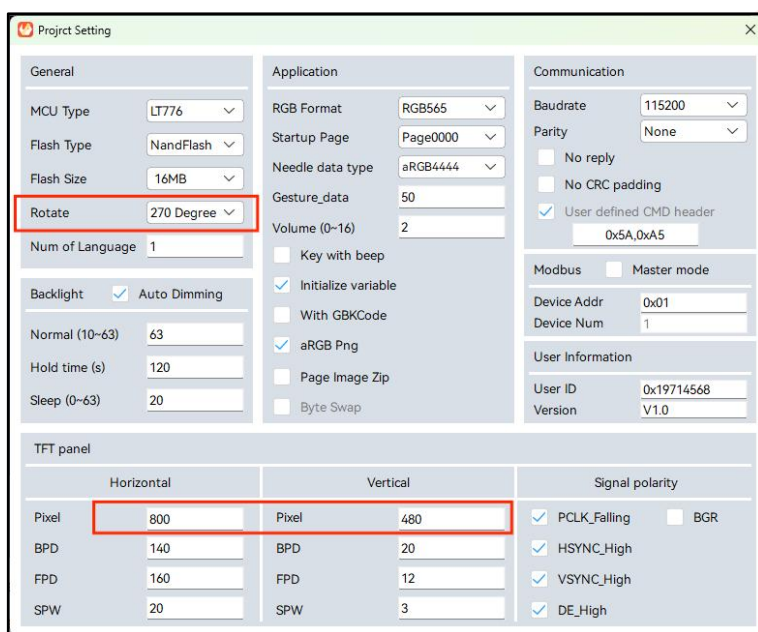 Projrct Setting
General
MCU Type LT776
Flash Type NandFlash
Flash Size 16MB
Rotate 270 Degree
Num of Language 1
Backlight Auto Dimming
Normal (10~63) 63
Hold time (s) 120
Sleep (0~63) 20
Application
RGB Format RGB565
Startup Page Page0000
Needle data type aRGB4444
Gesture_data 50
Volume (0~16) 2
Key with beep
Initialize variable
With GBKCode
aRGB Png
Page Image Zip
Byte Swap
Communication
Baudrate 115200
Parity None
No reply
No CRC padding
User defined CMD header
0x5A,0xA5
Modbus Master mode
Device Addr 0x01
Device Num 1
User Information
User ID 0x19714568
Version V1.0
TFT panel
Horizontal Vertical Signal polarity
Pixel 800 Pixel 480 PCLK_Falling BGR
BPD 140 BPD 20 HSYNC_High
FPD 160 FPD 12 VSYNC_High
SPW 20 SPW 3 DE_High